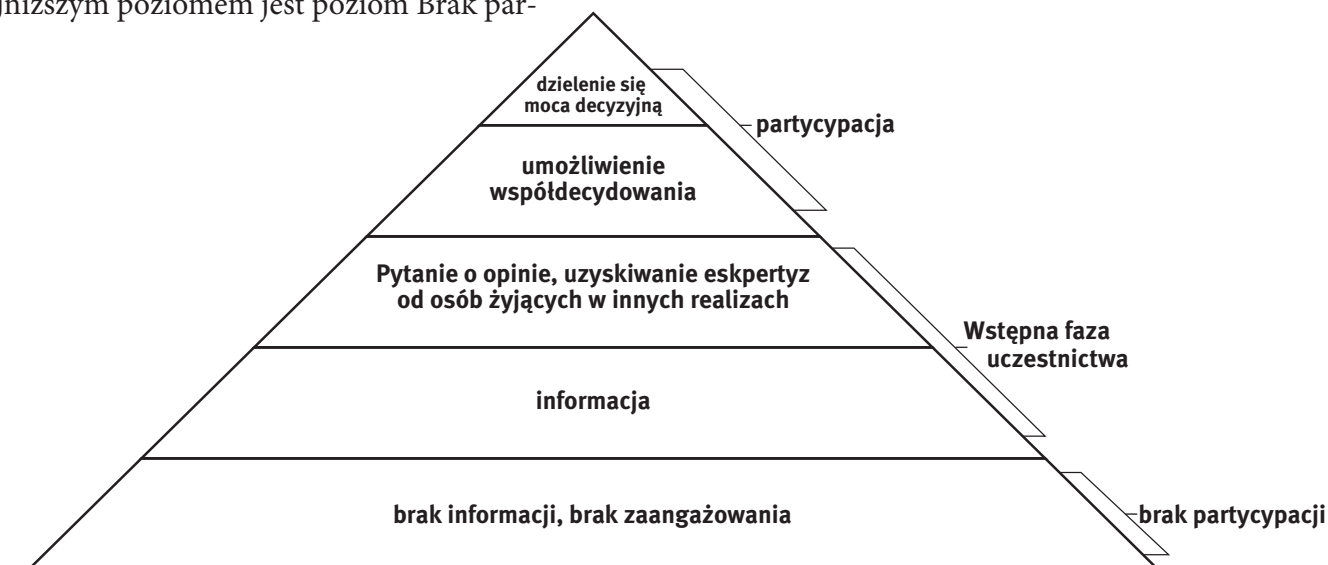 jniższym poziomem jest poziom Brak par-
dzielenie się
moca decyzyjną
partycypacja
umożliwienie
współdecydowania
Pytanie o opinie, uzyskiwanie eskpertyz
od osób żyjących w innych realizach
Wstępna faza
uczestnictwa
informacja
brak informacji, brak zaangażowania
brak partycypacji